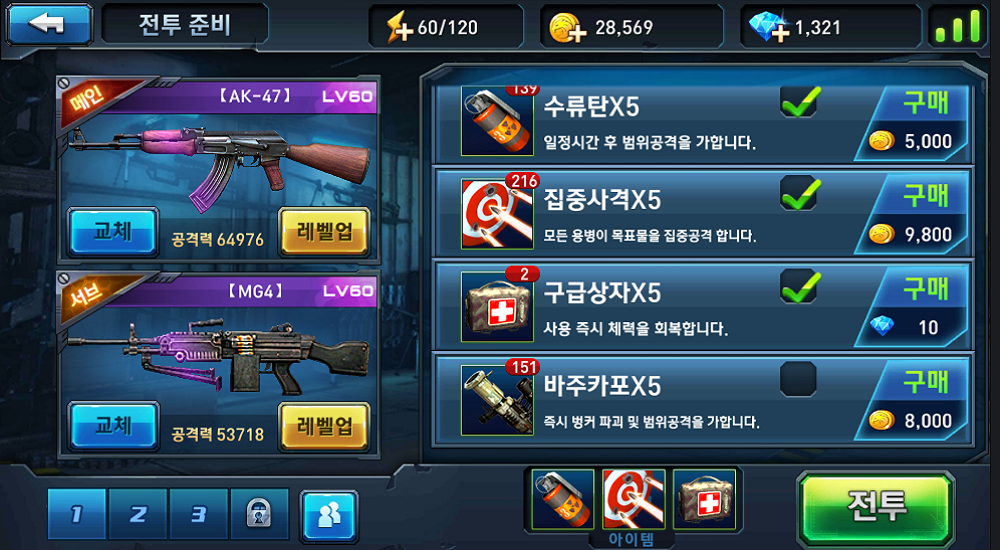 전투 준비
60/120
28,569
1,321
메인
【AK-47】
LV60
교체
공격력 64976
레벨업
서브
【MG4】
LV60
교체
공격력 53718
레벨업
139
수류탄X5
일정시간 후 범위공격을 가합니다.
구매
5,000
216
집중사격X5
모든 용병이 목표물을 집중공격 합니다.
구매
9,800
2
구급상자X5
사용 즉시 체력을 회복합니다.
구매
10
151
바주카포X5
즉시 벙커 파괴 및 범위공격을 가합니다.
구매
8,000
1
2
3
아이템
전투